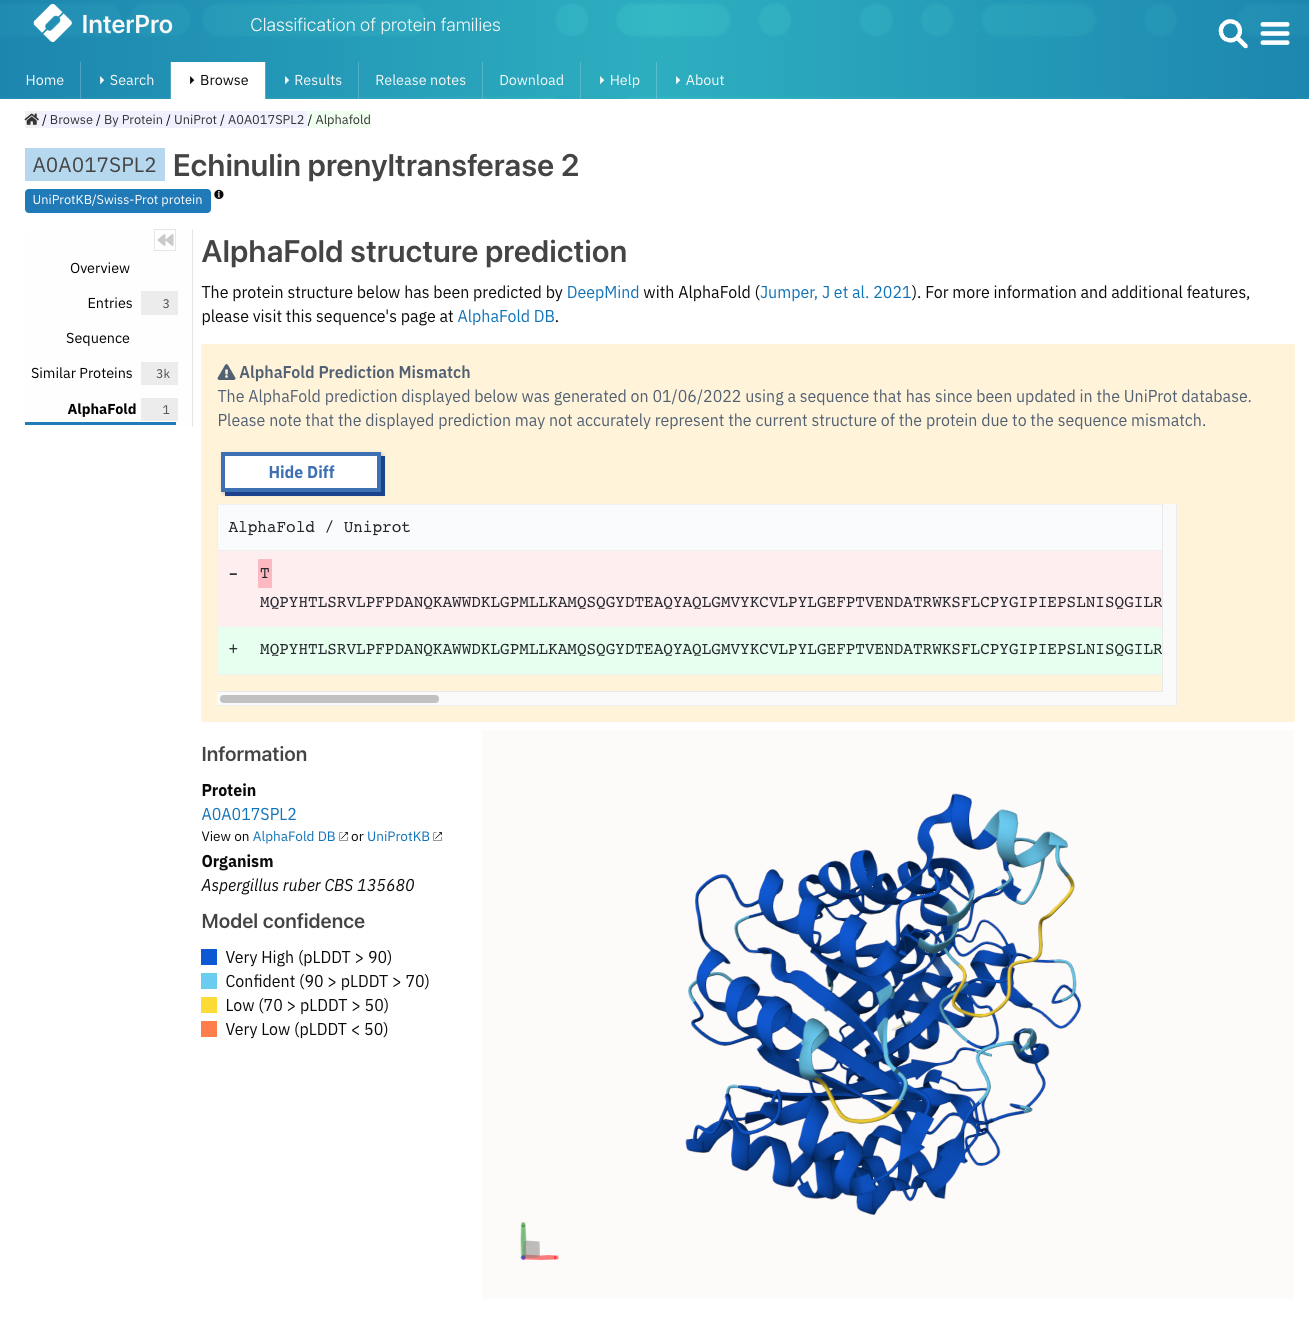 InterPro
Classification of protein families
Home Search Browse Results Release notes Download Help About
/ Browse / By Protein / UniProt / A0A017SPL2 / Alphafold
A0A017SPL2 Echinulin prenyltransferase 2
UniProtKB/Swiss-Prot protein
Overview
Entries 3
Sequence
Similar Proteins 3k
AlphaFold 1
AlphaFold structure prediction
The protein structure below has been predicted by DeepMind with AlphaFold (Jumper, J et al. 2021). For more information and additional features,
please visit this sequence's page at AlphaFold DB.
AlphaFold Prediction Mismatch
The AlphaFold prediction displayed below was generated on 01/06/2022 using a sequence that has since been updated in the UniProt database.
Please note that the displayed prediction may not accurately represent the current structure of the protein due to the sequence mismatch.
Hide Diff
AlphaFold / Uniprot
- T
MQPYHTLSRVLPFPDANQKAWWDKLGPMLLKAMQSQGYDTEAQYAQLGMVYKCVLPYLGEFPTVENDATRWKSFLCPYGIPIEPSLNISQGILR
+ MQPYHTLSRVLPFPDANQKAWWDKLGPMLLKAMQSQGYDTEAQYAQLGMVYKCVLPYLGEFPTVENDATRWKSFLCPYGIPIEPSLNISQGILR
Information
Protein
A0A017SPL2
View on AlphaFold DB or UniProtKB
Organism
Aspergillus ruber CBS 135680
Model confidence
Very High (pLDDT > 90)
Confident (90 > pLDDT > 70)
Low (70 > pLDDT > 50)
Very Low (pLDDT < 50)